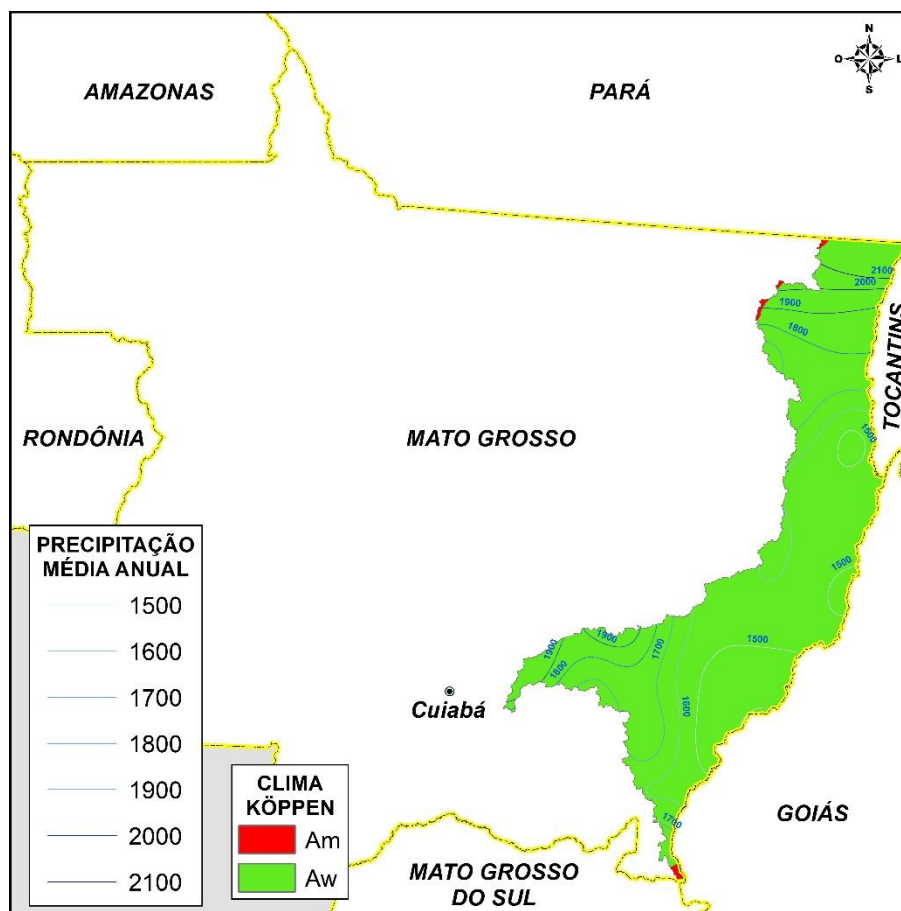 N
O
L
S
AMAZONAS
PARÁ
2100
2000
1900
1800
TOCANTINS
RONDÔNIA
MATO GROSSO
1500
1500
1500
1900
1900
1800
1700
1600
Cuiabá
1700
GOIÁS
MATO GROSSO
DO SUL
PRECIPITAÇÃO
MÉDIA ANUAL
1500
1600
1700
1800
1900
2000
2100
CLIMA
KÖPPEN
Am
Aw